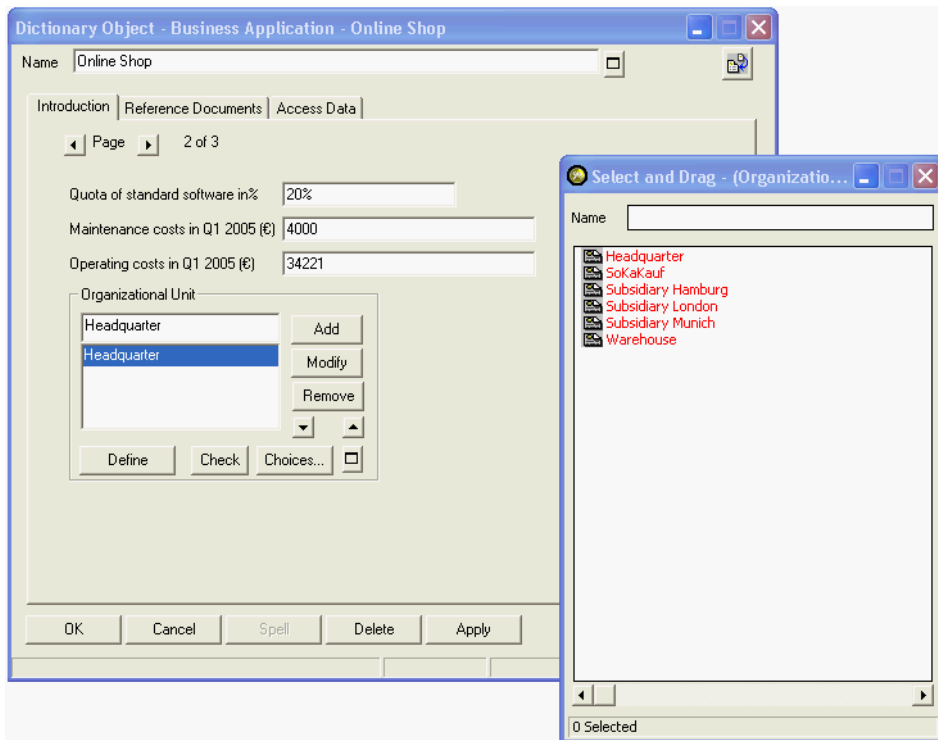 Dictionary Object - Business Application - Online Shop
Name Online Shop
Introduction Reference Documents Access Data
Page 2 of 3
Quota of standard software in% 20%
Maintenance costs in Q1 2005 (€) 4000
Operating costs in Q1 2005 (€) 34221
Organizational Unit
Headquarter Add
Headquarter
Modify
Remove
Define Check Choices...
OK Cancel Spell Delete Apply
Select and Drag - (Organizatio...
Name
Headquarter
SoKaKauf
Subsidiary Hamburg
Subsidiary London
Subsidiary Munich
Warehouse
0 Selected